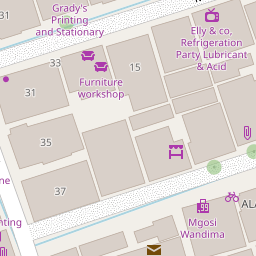 Grady's
Printing
and Stationary
Elly & co,
Refrigeration
Party Lubricant
& Acid
33
15
Furniture
workshop
31
35
37
Mgosi
Wandima